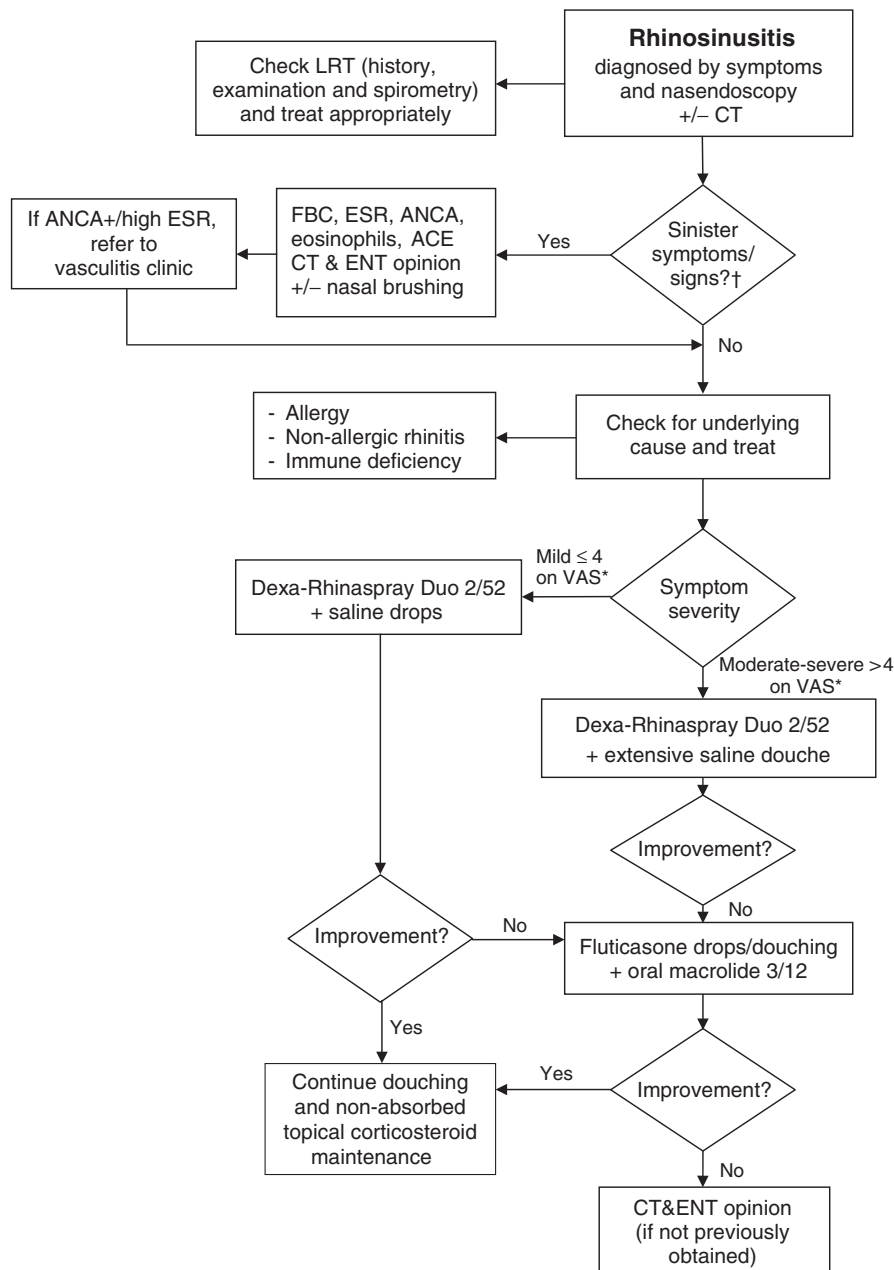 Rhinosinusitis
diagnosed by symptoms
and nasendoscopy
+/– CT
Check LRT (history,
examination and spirometry)
and treat appropriately
Sinister
symptoms/
signs?†
Yes
FBC, ESR, ANCA,
eosinophils, ACE
CT & ENT opinion
+/– nasal brushing
If ANCA+/high ESR,
refer to
vasculitis clinic
No
Check for underlying
cause and treat
- Allergy
- Non-allergic rhinitis
- Immune deficiency
Symptom
severity
Mild ≤ 4
on VAS*
Dexa-Rhinaspray Duo 2/52
+ saline drops
Moderate-severe >4
on VAS*
Dexa-Rhinaspray Duo 2/52
+ extensive saline douche
Improvement?
No
Improvement?
No
Fluticasone drops/douching
+ oral macrolide 3/12
Yes
Improvement?
Yes
Continue douching
and non-absorbed
topical corticosteroid
maintenance
No
CT&ENT opinion
(if not previously
obtained)